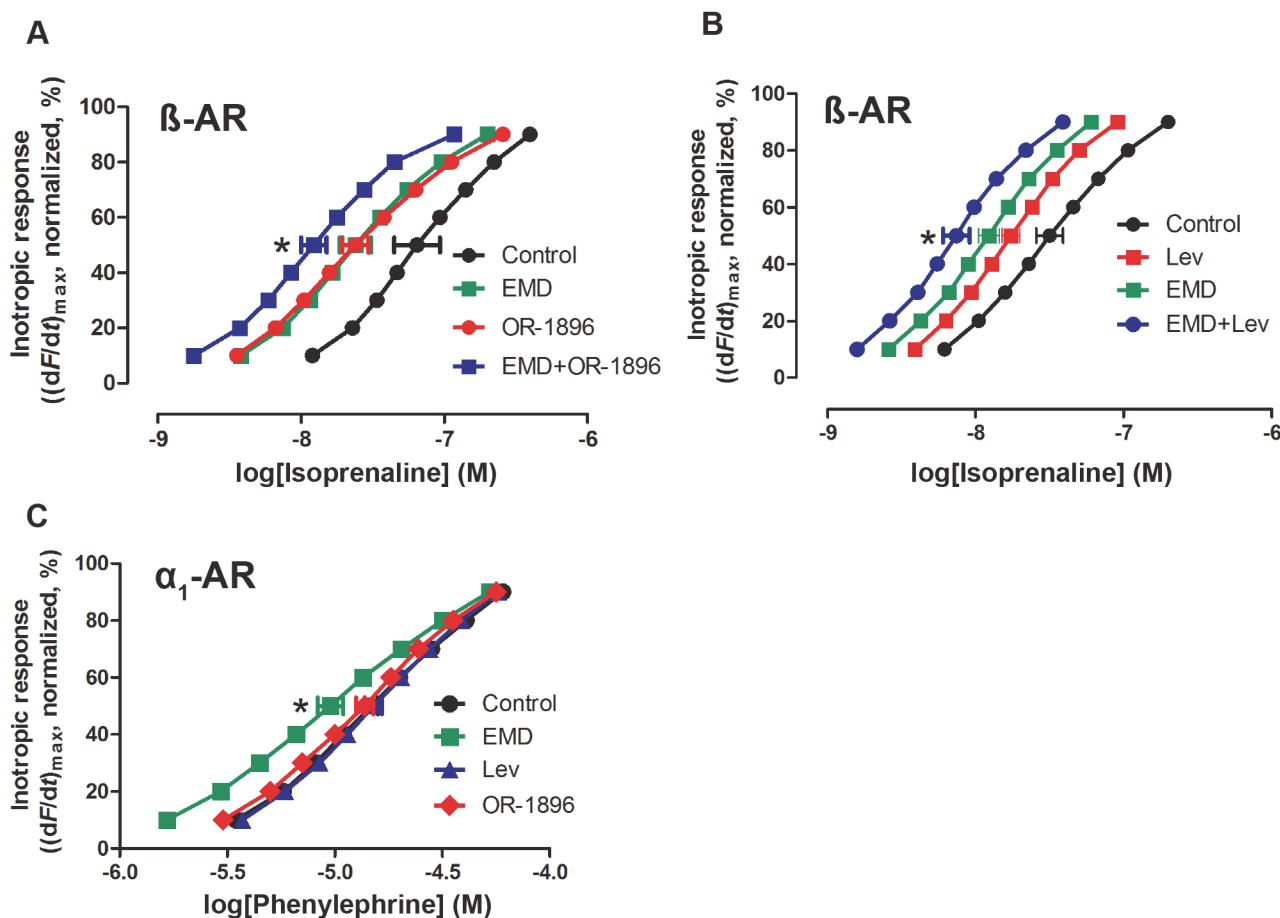 A
Inotropic response
((dF/dt)max, normalized, %)
100
80
60
40
20
0
ß-AR
*
Control
EMD
OR-1896
EMD+OR-1896
-9
-8
-7
-6
log[Isoprenaline] (M)
B
Inotropic response
((dF/dt)max, normalized, %)
100
80
60
40
20
0
ß-AR
*
Control
Lev
EMD
EMD+Lev
-9
-8
-7
-6
log[Isoprenaline] (M)
C
Inotropic response
((dF/dt)max, normalized, %)
100
80
60
40
20
0
α1-AR
*
Control
EMD
Lev
OR-1896
-6.0
-5.5
-5.0
-4.5
-4.0
log[Phenylephrine] (M)